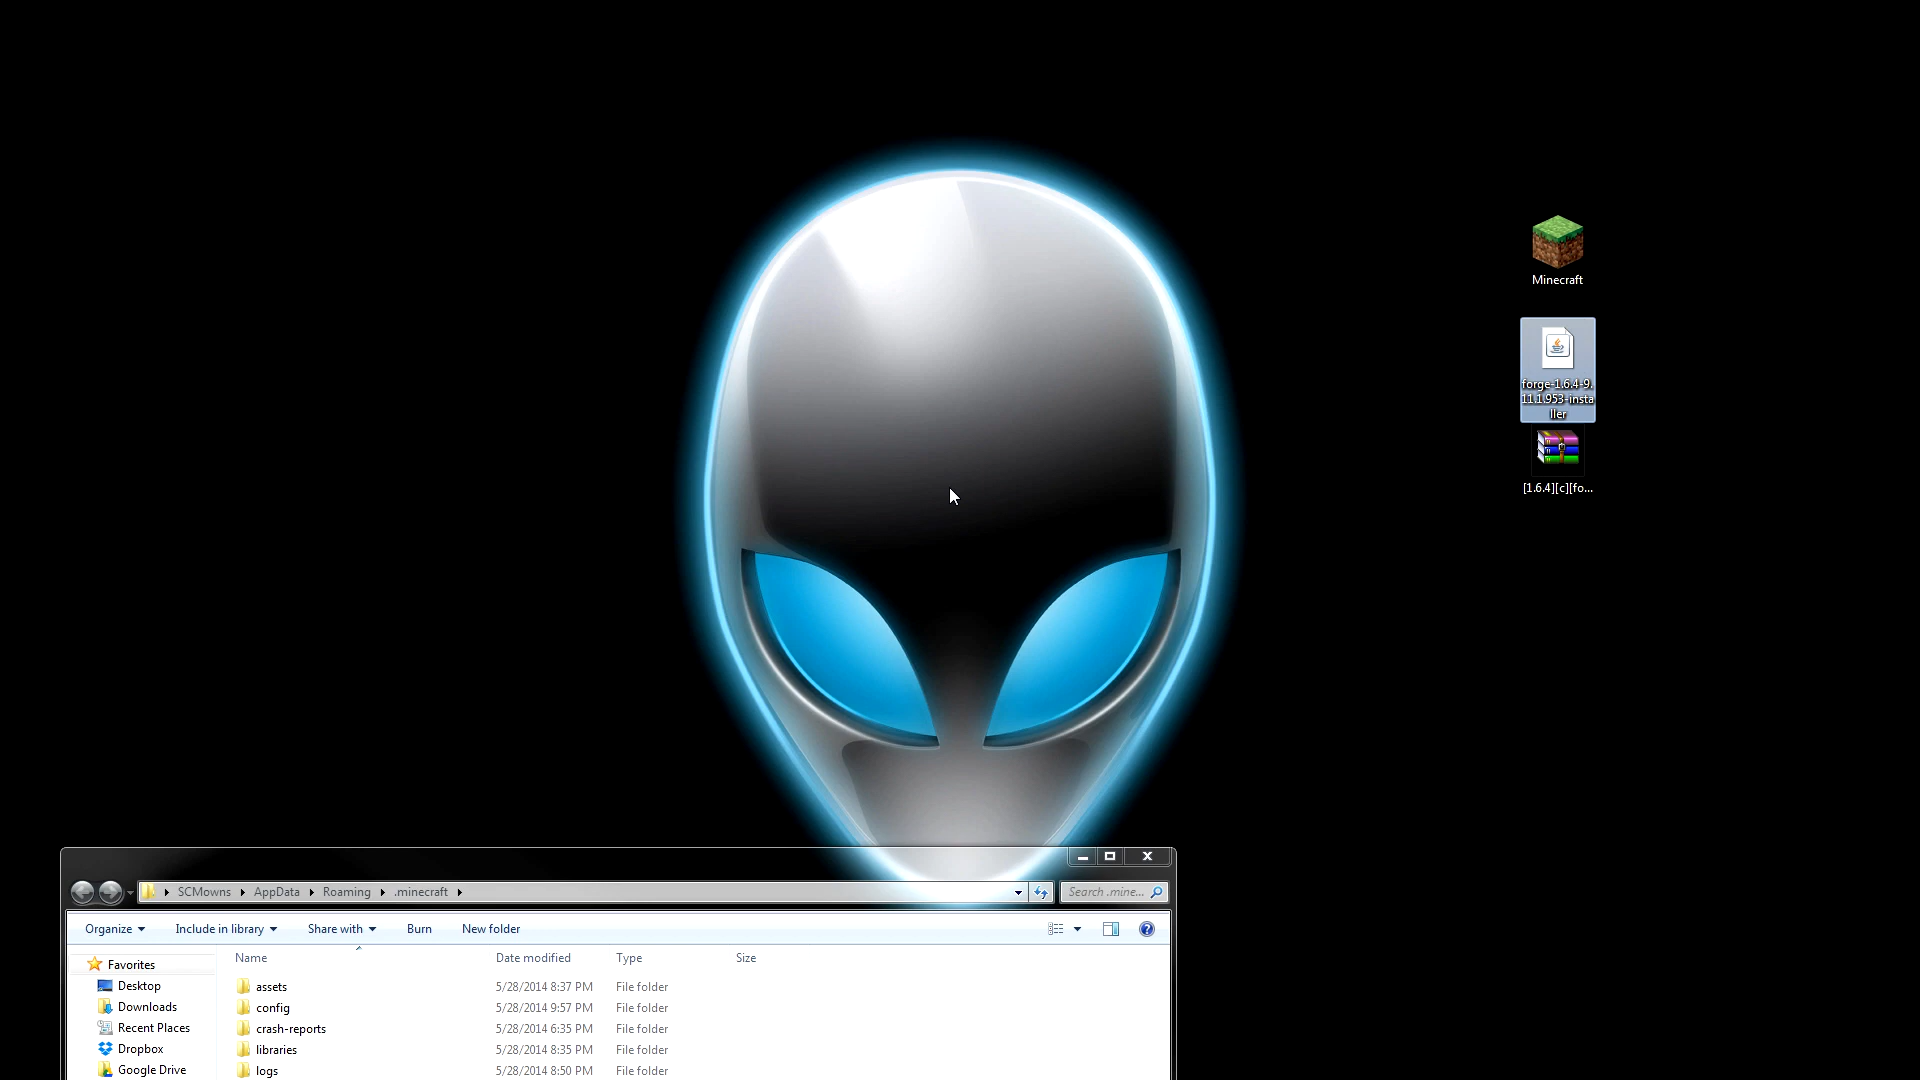 Minecraft
forge-1.6.4-9.
11.1.953-insta
ller
[1.6.4][c][fo...
SCMowns AppData Roaming .minecraft
Search .mine...
Organize Include in library Share with Burn New folder
Name Date modified Type Size
Favorites
Desktop
Downloads
Recent Places
Dropbox
Google Drive
assets 5/28/2014 8:37 PM File folder
config 5/28/2014 9:57 PM File folder
crash-reports 5/28/2014 6:35 PM File folder
libraries 5/28/2014 8:35 PM File folder
logs 5/28/2014 8:50 PM File folder